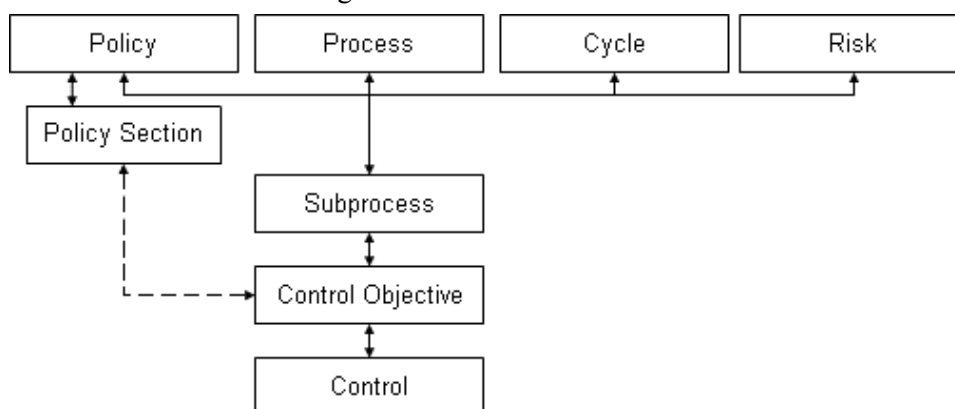 Policy
Process
Cycle
Risk
Policy Section
Subprocess
Control Objective
Control